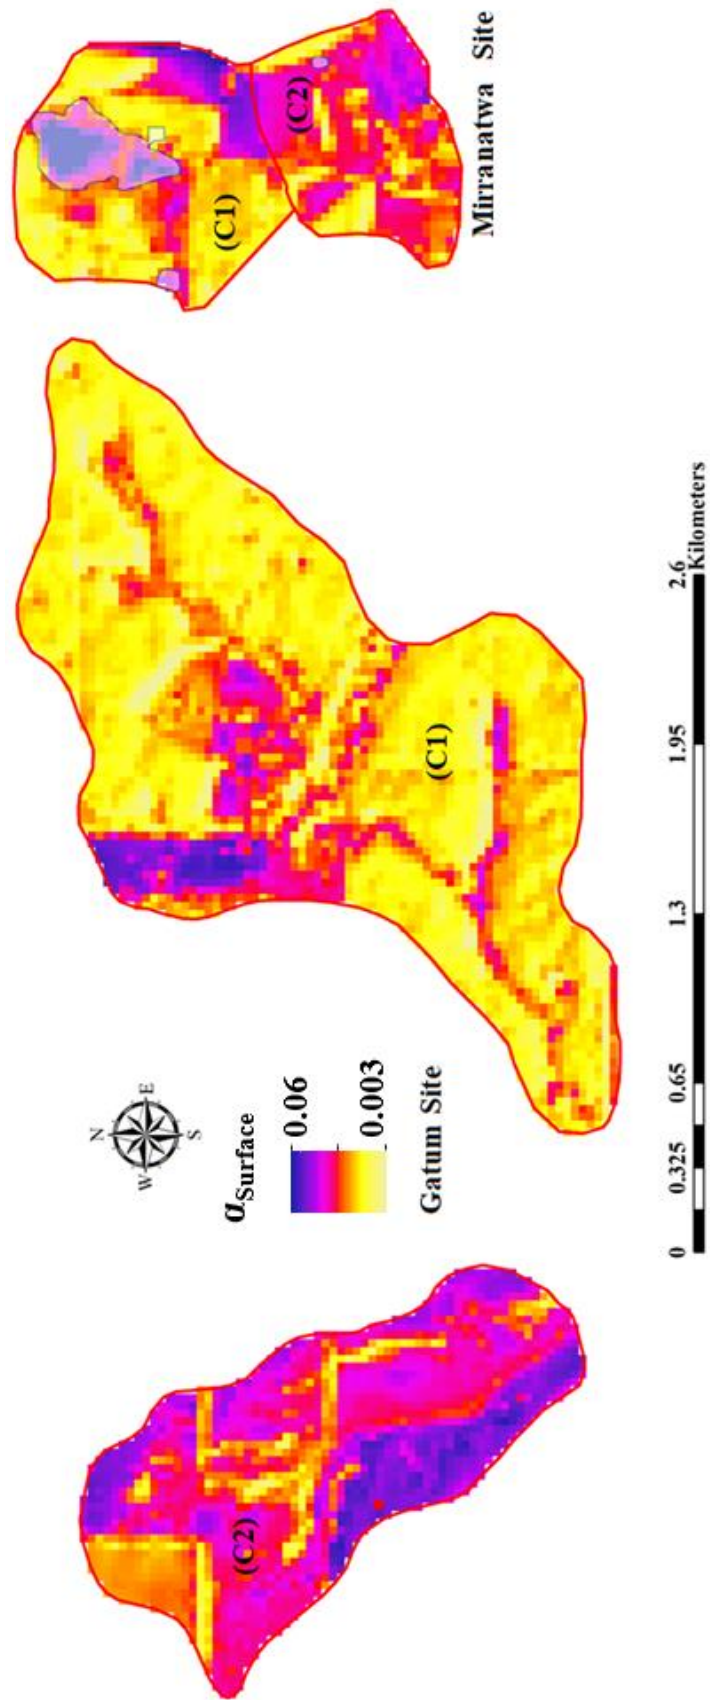 (C2)
N
W
E
S
αSurface
0.06
0.003
Gatum Site
(C1)
(C1)
(C2)
Mirranatwa Site
0 0.325 0.65 1.3 1.95 2.6
Kilometers